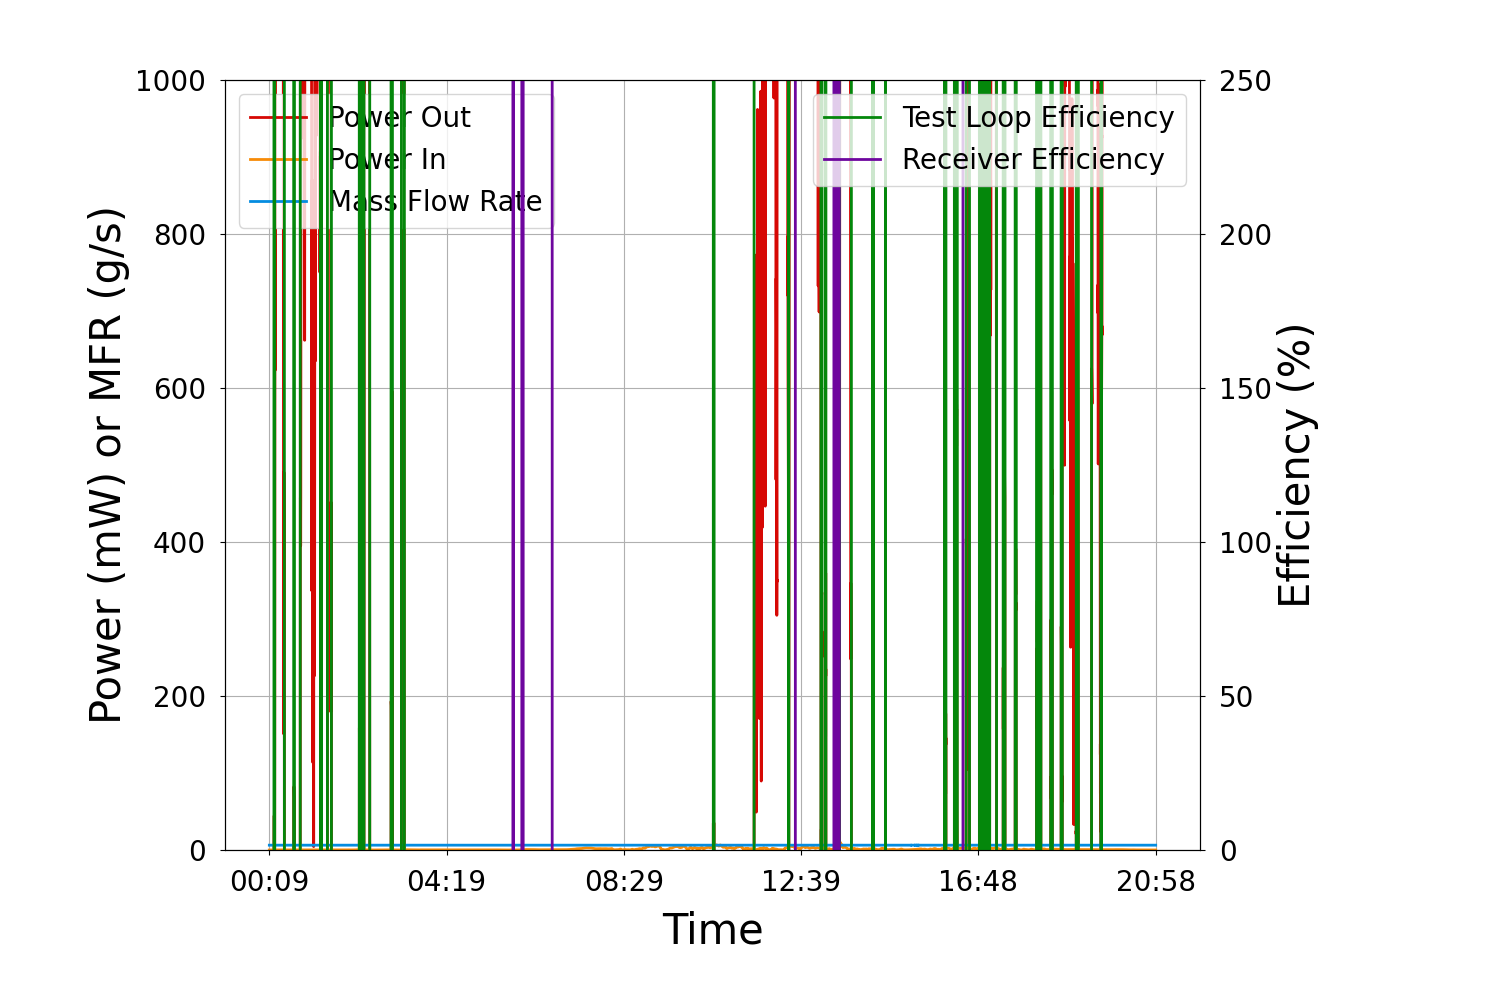 1000
800
600
400
200
0
Power (mW) or MFR (g/s)
Power Out
Power In
Mass Flow Rate
Test Loop Efficiency
Receiver Efficiency
250
200
150
100
50
0
Efficiency (%)
00:09 04:19 08:29 12:39 16:48 20:58
Time